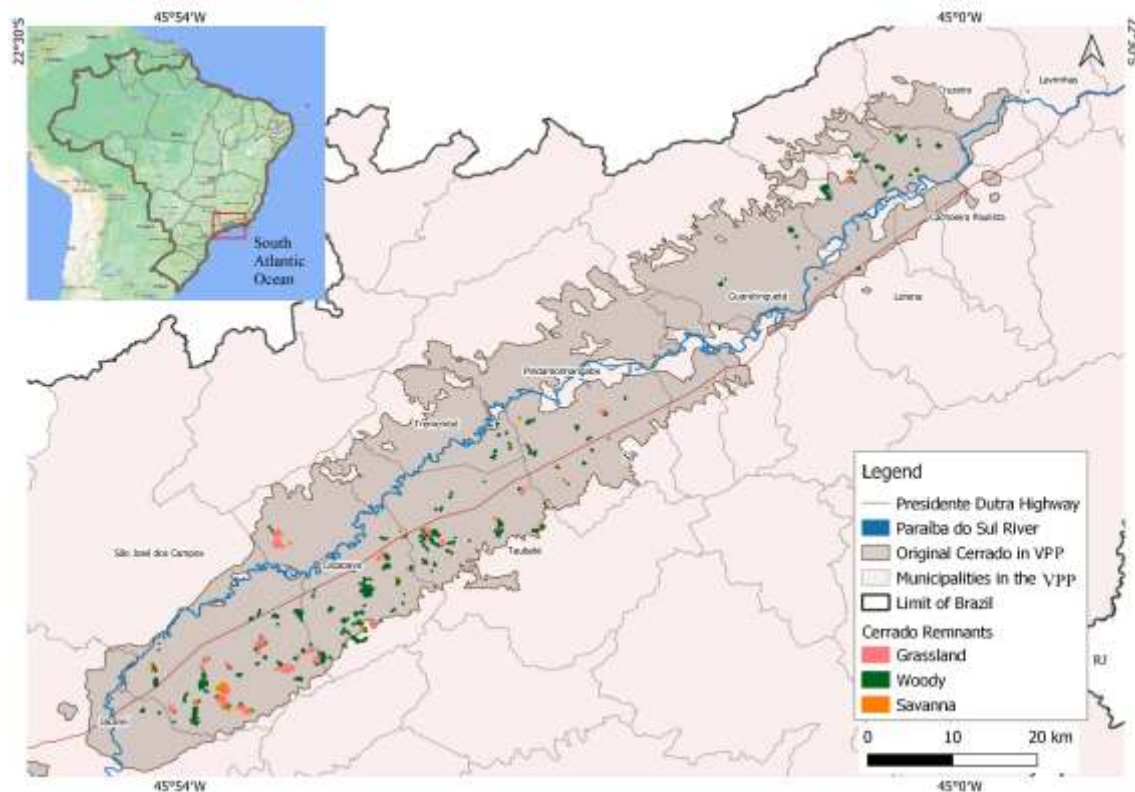 45°54'W
45°0'W
22°30'S
22°30'S
South
Atlantic
Ocean
Cruzeiro
Lavrinhas
Cachoeira Paulista
Lorena
Guaratinguetá
Pindamonhangaba
Tremembé
São José dos Campos
Caçapava
Taubaté
Jacareí
RJ
Legend
Presidente Dutra Highway
Paraíba do Sul River
Original Cerrado in VPP
Municipalities in the VPP
Limit of Brazil
Cerrado Remnants
Grassland
Woody
Savanna
0 10 20 km
45°54'W
45°0'W